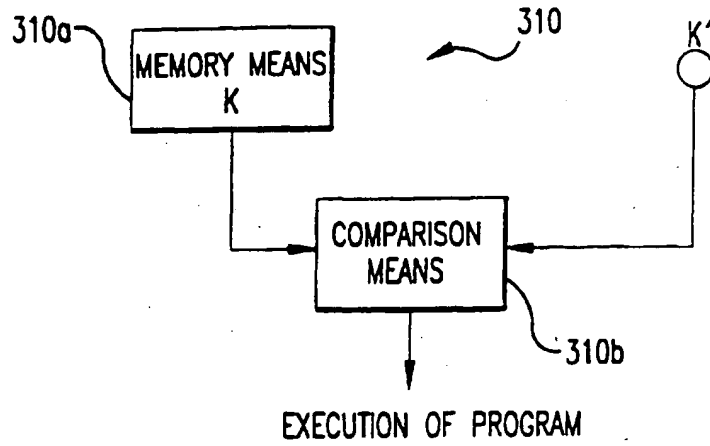 310a
MEMORY MEANS
K
310
K'
COMPARISON
MEANS
310b
EXECUTION OF PROGRAM